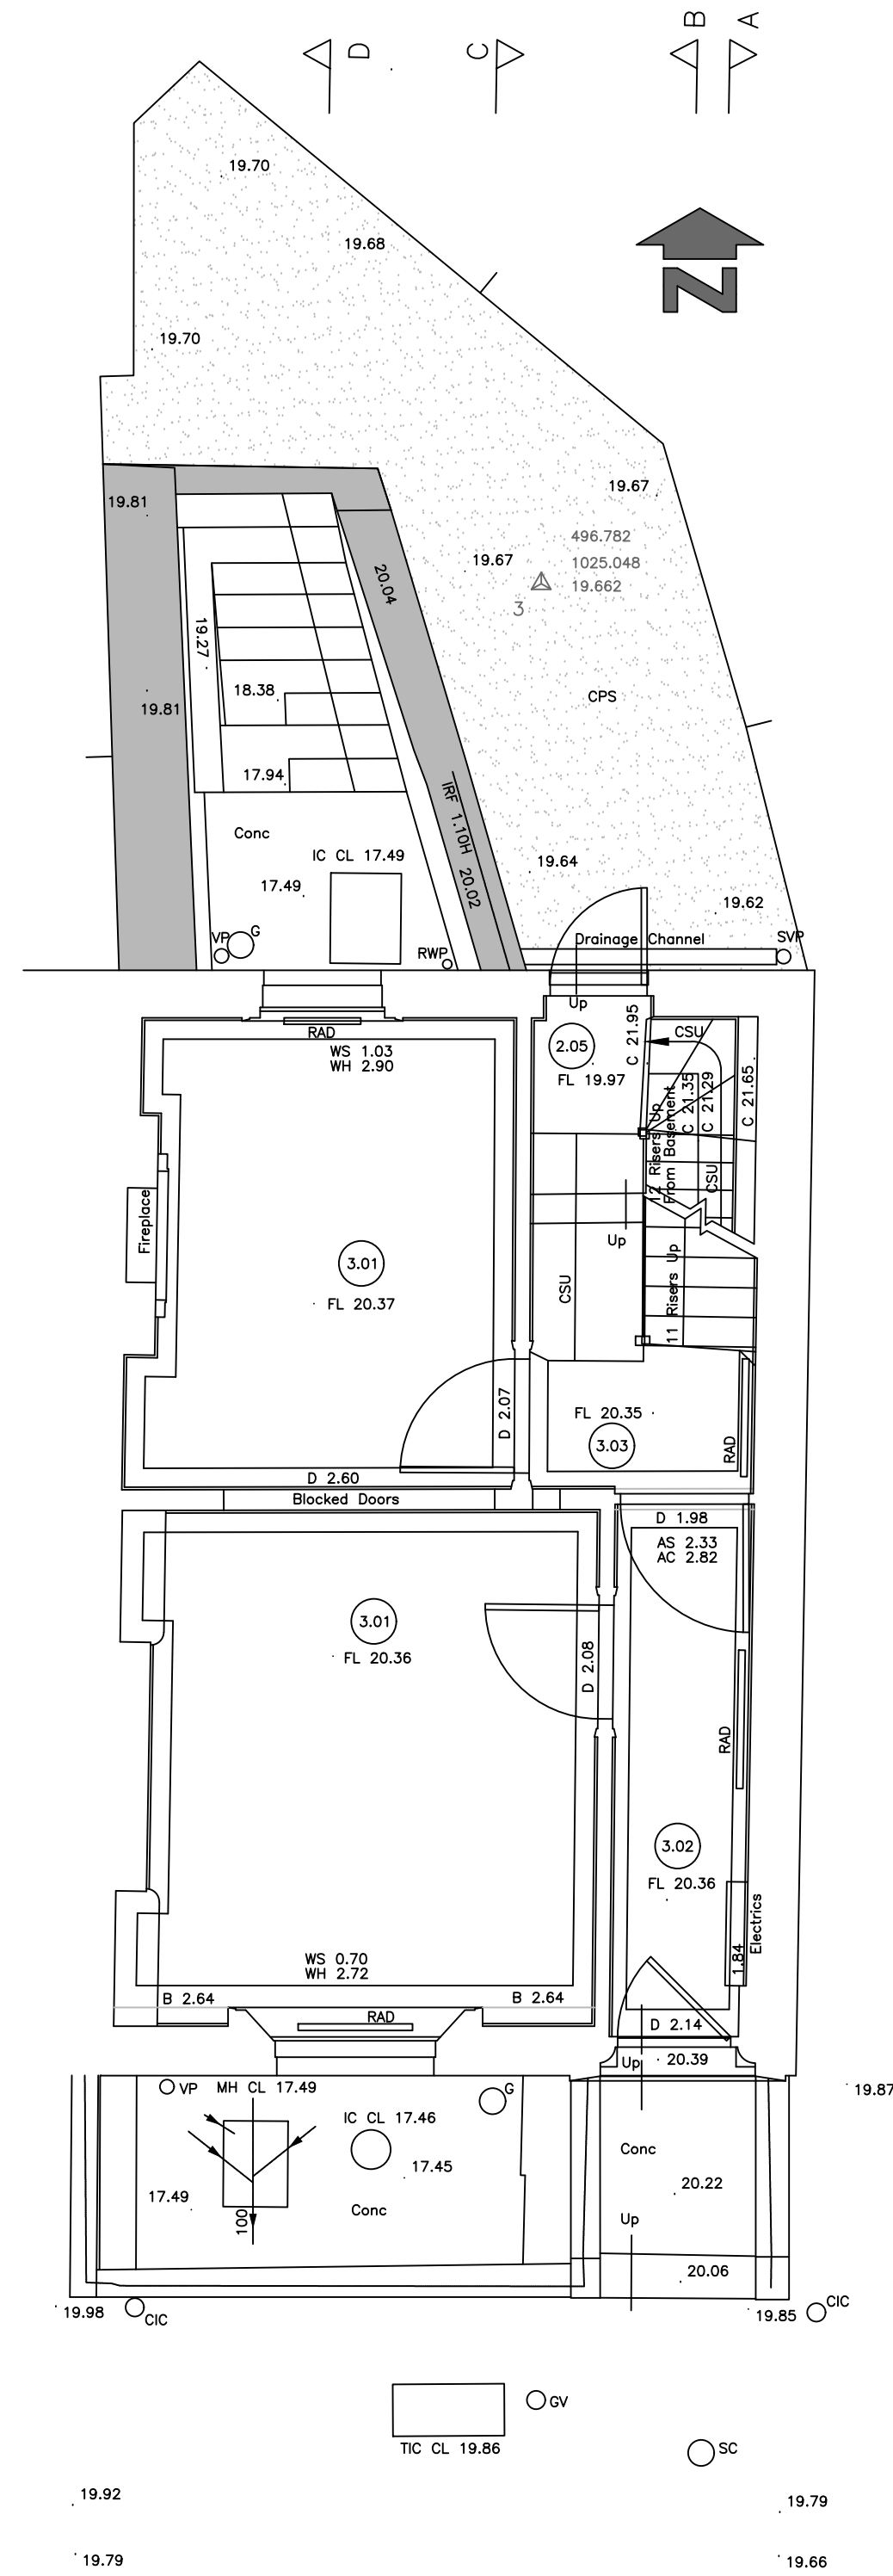 D
C
B
A
N
19.70
19.68
19.70
19.67
19.81
496.782
1025.048
19.662
19.67
3
20.04
19.27
18.38
CPS
19.81
17.94
IRF 1.10H 20.02
Conc
IC CL 17.49
17.49
19.64
19.62
VP
G
RWP
Drainage Channel
SVP
Up
RAD
WS 1.03
WH 2.90
2.05
FL 19.97
C 21.95
CSU
C 21.35
C 21.29
C 21.65
12 Risers Up
From Basement
CSU
Fireplace
3.01
FL 20.37
Up
CSU
11 Risers Up
D 2.07
FL 20.35
3.03
RAD
D 2.60
Blocked Doors
D 1.98
AS 2.33
AC 2.82
3.01
FL 20.36
D 2.08
RAD
3.02
FL 20.36
Electrics
1.84
WS 0.70
WH 2.72
B 2.64
B 2.64
RAD
D 2.14
Up
20.39
VP
MH CL 17.49
G
19.87
IC CL 17.46
17.45
Conc
20.22
17.49
Conc
100
Up
20.06
19.98
CIC
19.85
CIC
GV
TIC CL 19.86
SC
19.92
19.79
19.79
19.66